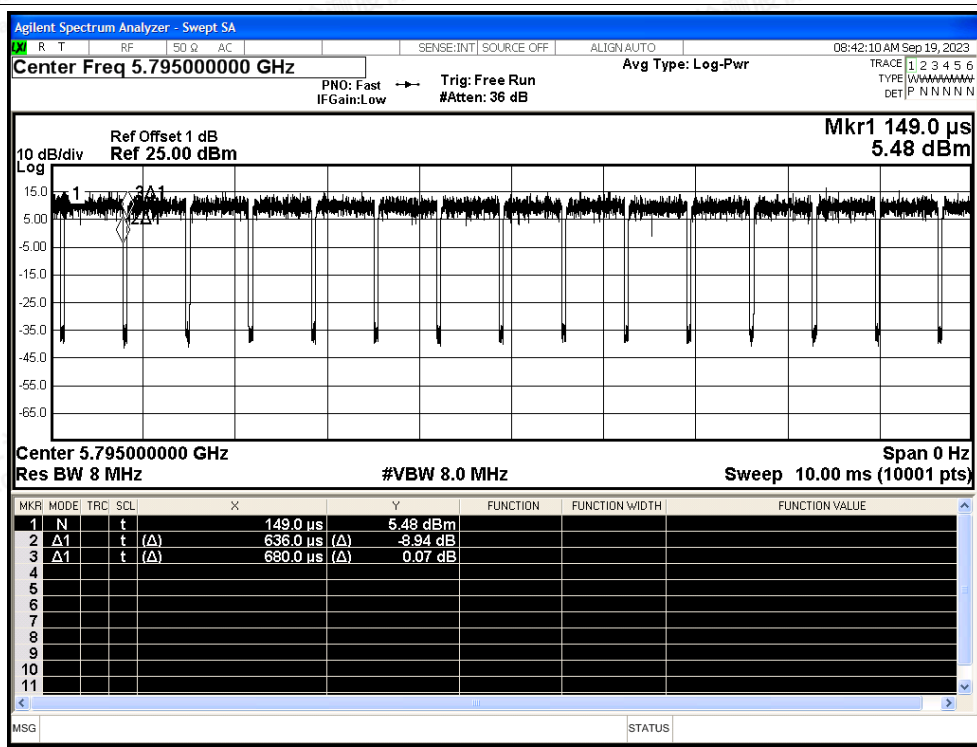 Agilent Spectrum Analyzer - Swept SA
LXI R T RF 50 Ω AC SENSE:INT SOURCE OFF ALIGN AUTO 08:42:10 AM Sep 19, 2023
Center Freq 5.795000000 GHz
PNO: Fast
IFGain:Low
Trig: Free Run
#Atten: 36 dB
Avg Type: Log-Pwr
TRACE 1 2 3 4 5 6
TYPE
DET P N N N N N
Mkr1 149.0 µs
5.48 dBm
Ref Offset 1 dB
10 dB/div Ref 25.00 dBm
Log
15.0
5.00
-5.00
-15.0
-25.0
-35.0
-45.0
-55.0
-65.0
1
3Δ1
Center 5.795000000 GHz Span 0 Hz
Res BW 8 MHz #VBW 8.0 MHz Sweep 10.00 ms (10001 pts)
MKR MODE TRC SCL X Y FUNCTION FUNCTION WIDTH FUNCTION VALUE
1 N t 149.0 µs 5.48 dBm
2 Δ1 t (Δ) 636.0 µs (Δ) -8.94 dB
3 Δ1 t (Δ) 680.0 µs (Δ) 0.07 dB
4
5
6
7
8
9
10
11
MSG STATUS